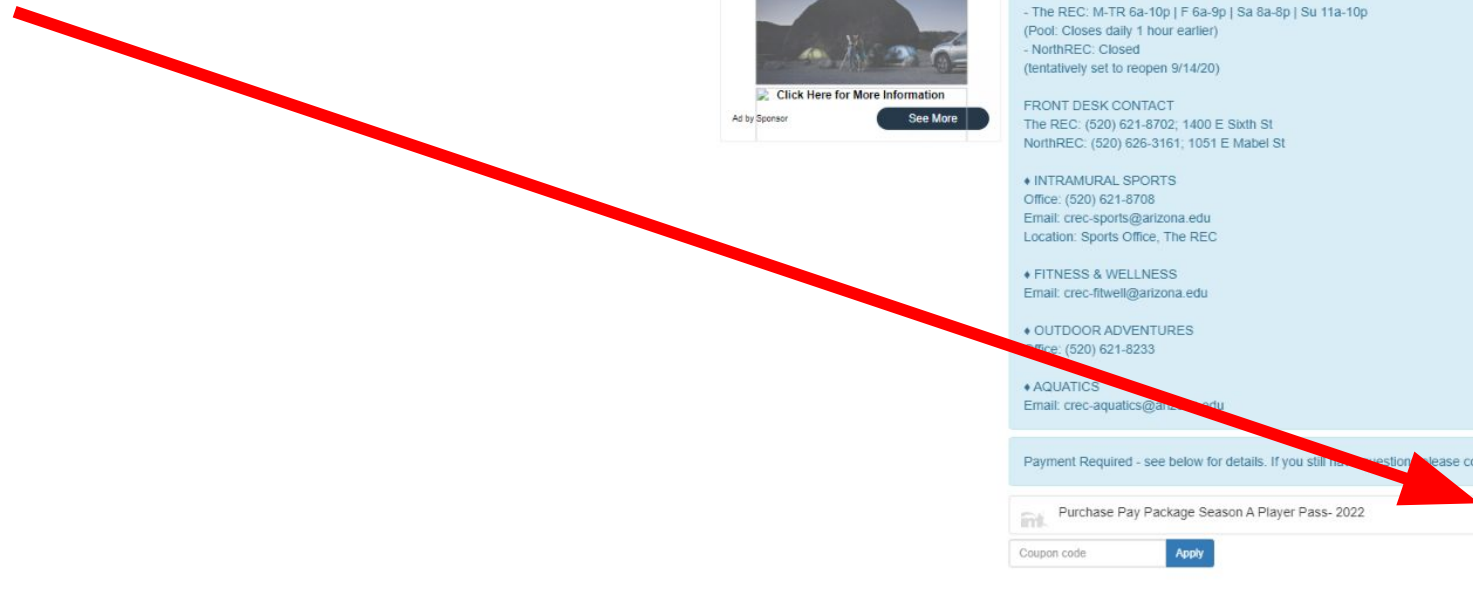 Click Here for More Information
Ad by Sponsor
See More
- The REC: M-TR 6a-10p | F 6a-9p | Sa 8a-8p | Su 11a-10p
(Pool: Closes daily 1 hour earlier)
- NorthREC: Closed
(tentatively set to reopen 9/14/20)
FRONT DESK CONTACT
The REC: (520) 621-8702; 1400 E Sixth St
NorthREC: (520) 626-3161; 1051 E Mabel St
♦ INTRAMURAL SPORTS
Office: (520) 621-8708
Email: crec-sports@arizona.edu
Location: Sports Office, The REC
♦ FITNESS & WELLNESS
Email: crec-fitwell@arizona.edu
♦ OUTDOOR ADVENTURES
Office: (520) 621-8233
♦ AQUATICS
Email: crec-aquatics@arizona.edu
Payment Required - see below for details. If you still please
Purchase Pay Package Season A Player Pass- 2022
Coupon code
Apply